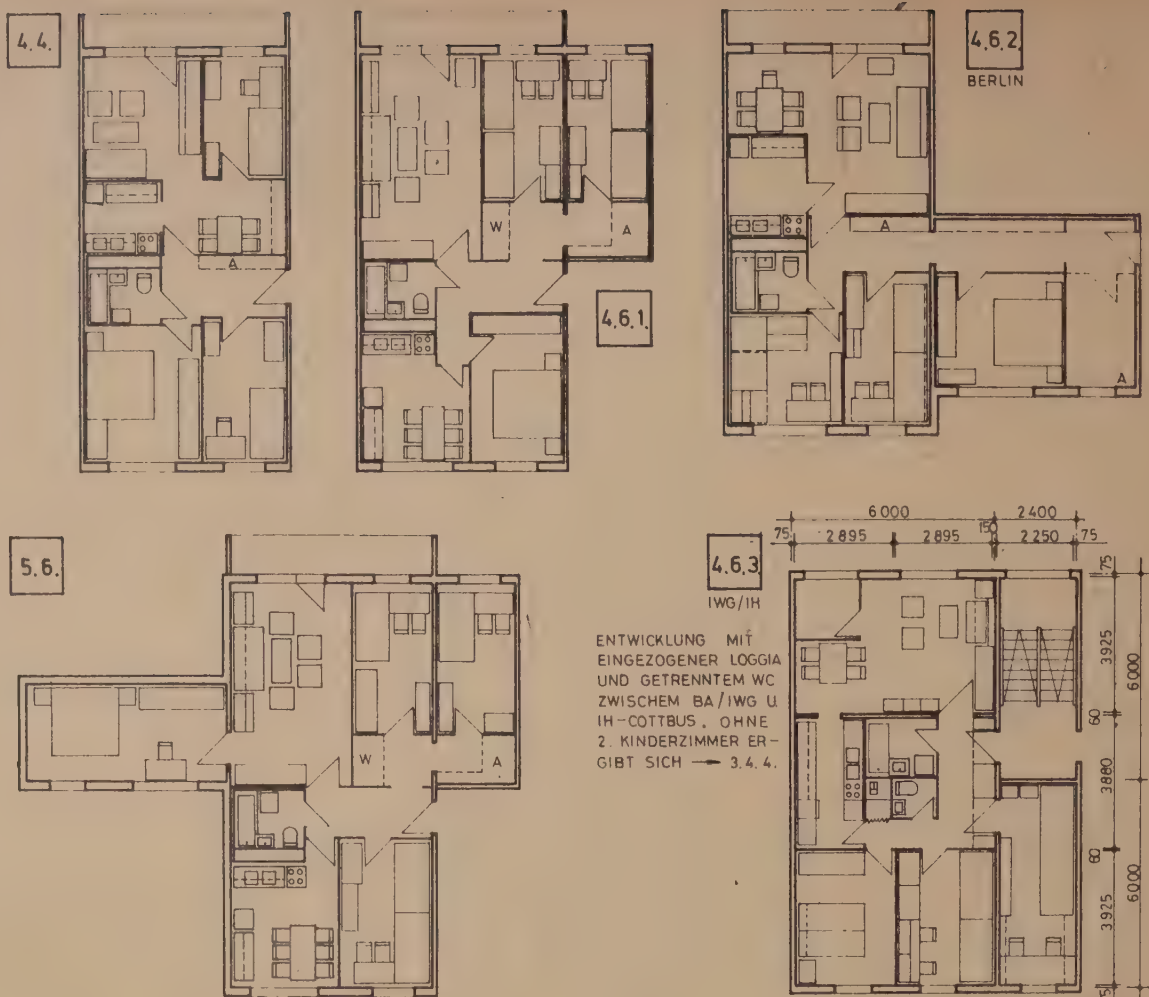 4.4.
4.6.1.
4.6.2.
BERLIN
A
W
A
A
A
5.6.
W
A
4.6.3
IWG/IH
ENTWICKLUNG MIT
EINGEZOGENER LOGGIA
UND GETRENNTEM WC
ZWISCHEM BA/IWG U.
IH-COTTBUS. OHNE
2. KINDERZIMMER ER-
GIBT SICH → 3.4.4.
6000 2400
75 2895 150 2895 2250 75
75
3925
6000
60
3880
60
6000
3925